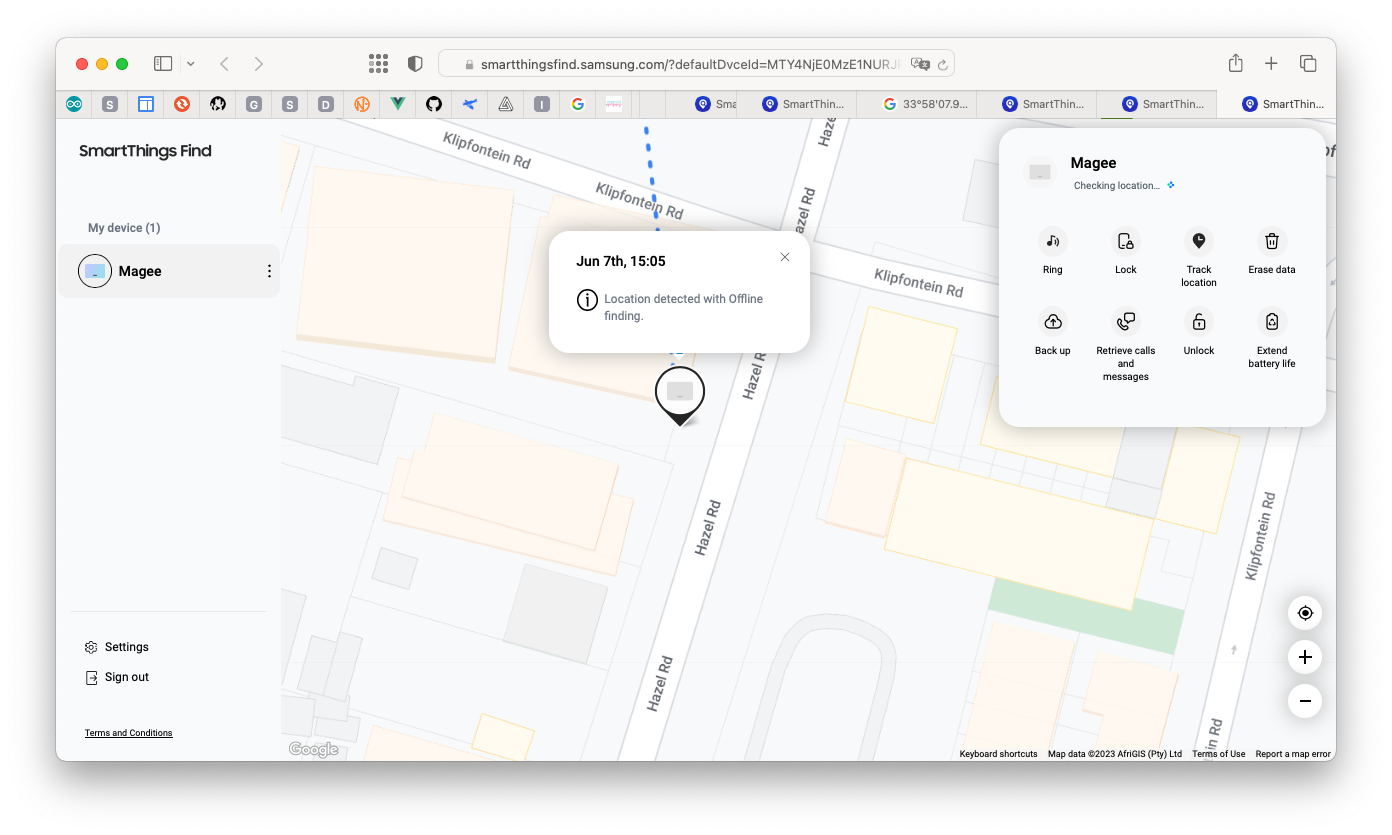 smartthingsfind.samsung.com/?defaultDvceId=MTY4NjE0MzE1NURJ
S
G
S
D
I
G
Sma
SmartThin...
33°58'07.9...
SmartThin...
SmartThin...
SmartThin...
SmartThings Find
My device (1)
Magee
Settings
Sign out
Terms and Conditions
Klipfontein Rd
Klipfontein Rd
Klipfontein Rd
Hazel Rd
Hazel Rd
Hazel Rd
Klipfontein Rd
Jun 7th, 15:05
Location detected with Offline
finding.
Magee
Checking location...
Ring
Lock
Track
location
Erase data
Back up
Retrieve calls
and
messages
Unlock
Extend
battery life
Google
Keyboard shortcuts
Map data ©2023 AfriGIS (Pty) Ltd
Terms of Use
Report a map error